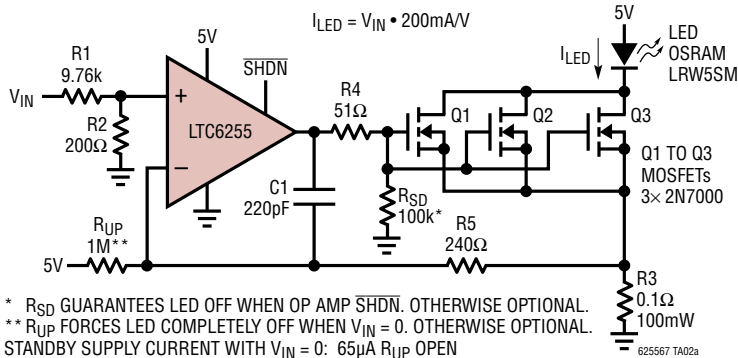 I_LED = V_IN • 200mA/V
5V
LED
OSRAM
LRW5SM
I_LED
R1
9.76k
V_IN
R2
200Ω
5V
SHDN
+
−
LTC6255
R4
51Ω
C1
220pF
Q1
Q2
Q3
Q1 TO Q3
MOSFETs
3× 2N7000
R_SD
100k*
R_UP
1M**
5V
R5
240Ω
R3
0.1Ω
100mW
* R_SD GUARANTEES LED OFF WHEN OP AMP SHDN. OTHERWISE OPTIONAL.
** R_UP FORCES LED COMPLETELY OFF WHEN V_IN = 0. OTHERWISE OPTIONAL.
STANDBY SUPPLY CURRENT WITH V_IN = 0: 65µA R_UP OPEN
625567 TA02a